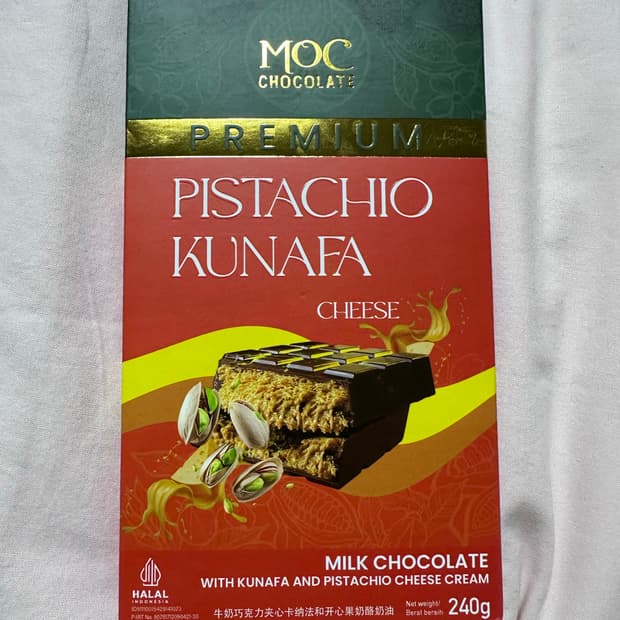 MOC
CHOCOLATE
PREMIUM
PISTACHIO
KUNAFA
CHEESE
MILK CHOCOLATE
WITH KUNAFA AND PISTACHIO CHEESE CREAM
牛奶巧克力夹心卡纳法和开心果奶酪奶油
Net weight/
Berat bersih
240g
HALAL
INDONESIA